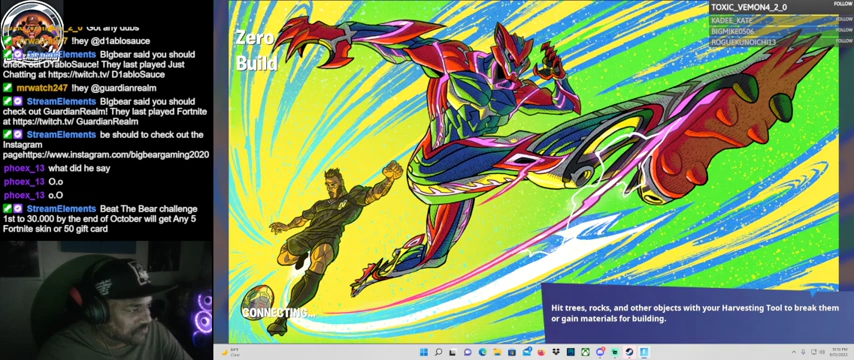 mrwatch247 !hey @d1ablosauce
StreamElements BIgbear said you should
check out D1abloSauce! They last played Just
Chatting at https://twitch.tv/ D1abloSauce
mrwatch247 !hey @guardianrealm
StreamElements BIgbear said you should
check out GuardianRealm! They last played Fortnite
at https://twitch.tv/ GuardianRealm
StreamElements be should to check out the
Instagram
pagehttps://www.instagram.com/bigbeargaming2020
phoex_13 what did he say
phoex_13 O.o
phoex_13 o.O
StreamElements Beat The Bear challenge
1st to 30.000 by the end of October will get Any 5
Fortnite skin or 50 gift card
Zero
Build
CONNECTING...
TOXIC_VEMON4_2_0 FOLLOW
KADEE_KATE FOLLOW
BIGMIKE0506 FOLLOW
ROGUEKUNOICHI13 FOLLOW
Hit trees, rocks, and other objects with your Harvesting Tool to break them
or gain materials for building.